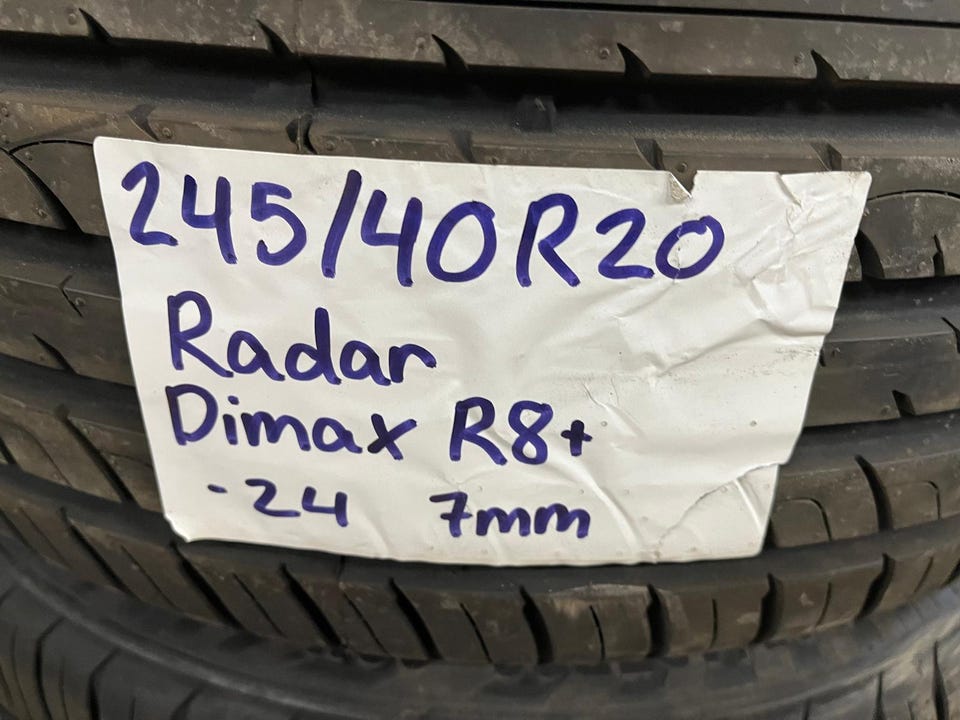 245/40R20
Radar
Dimax R8+
-24 7mm